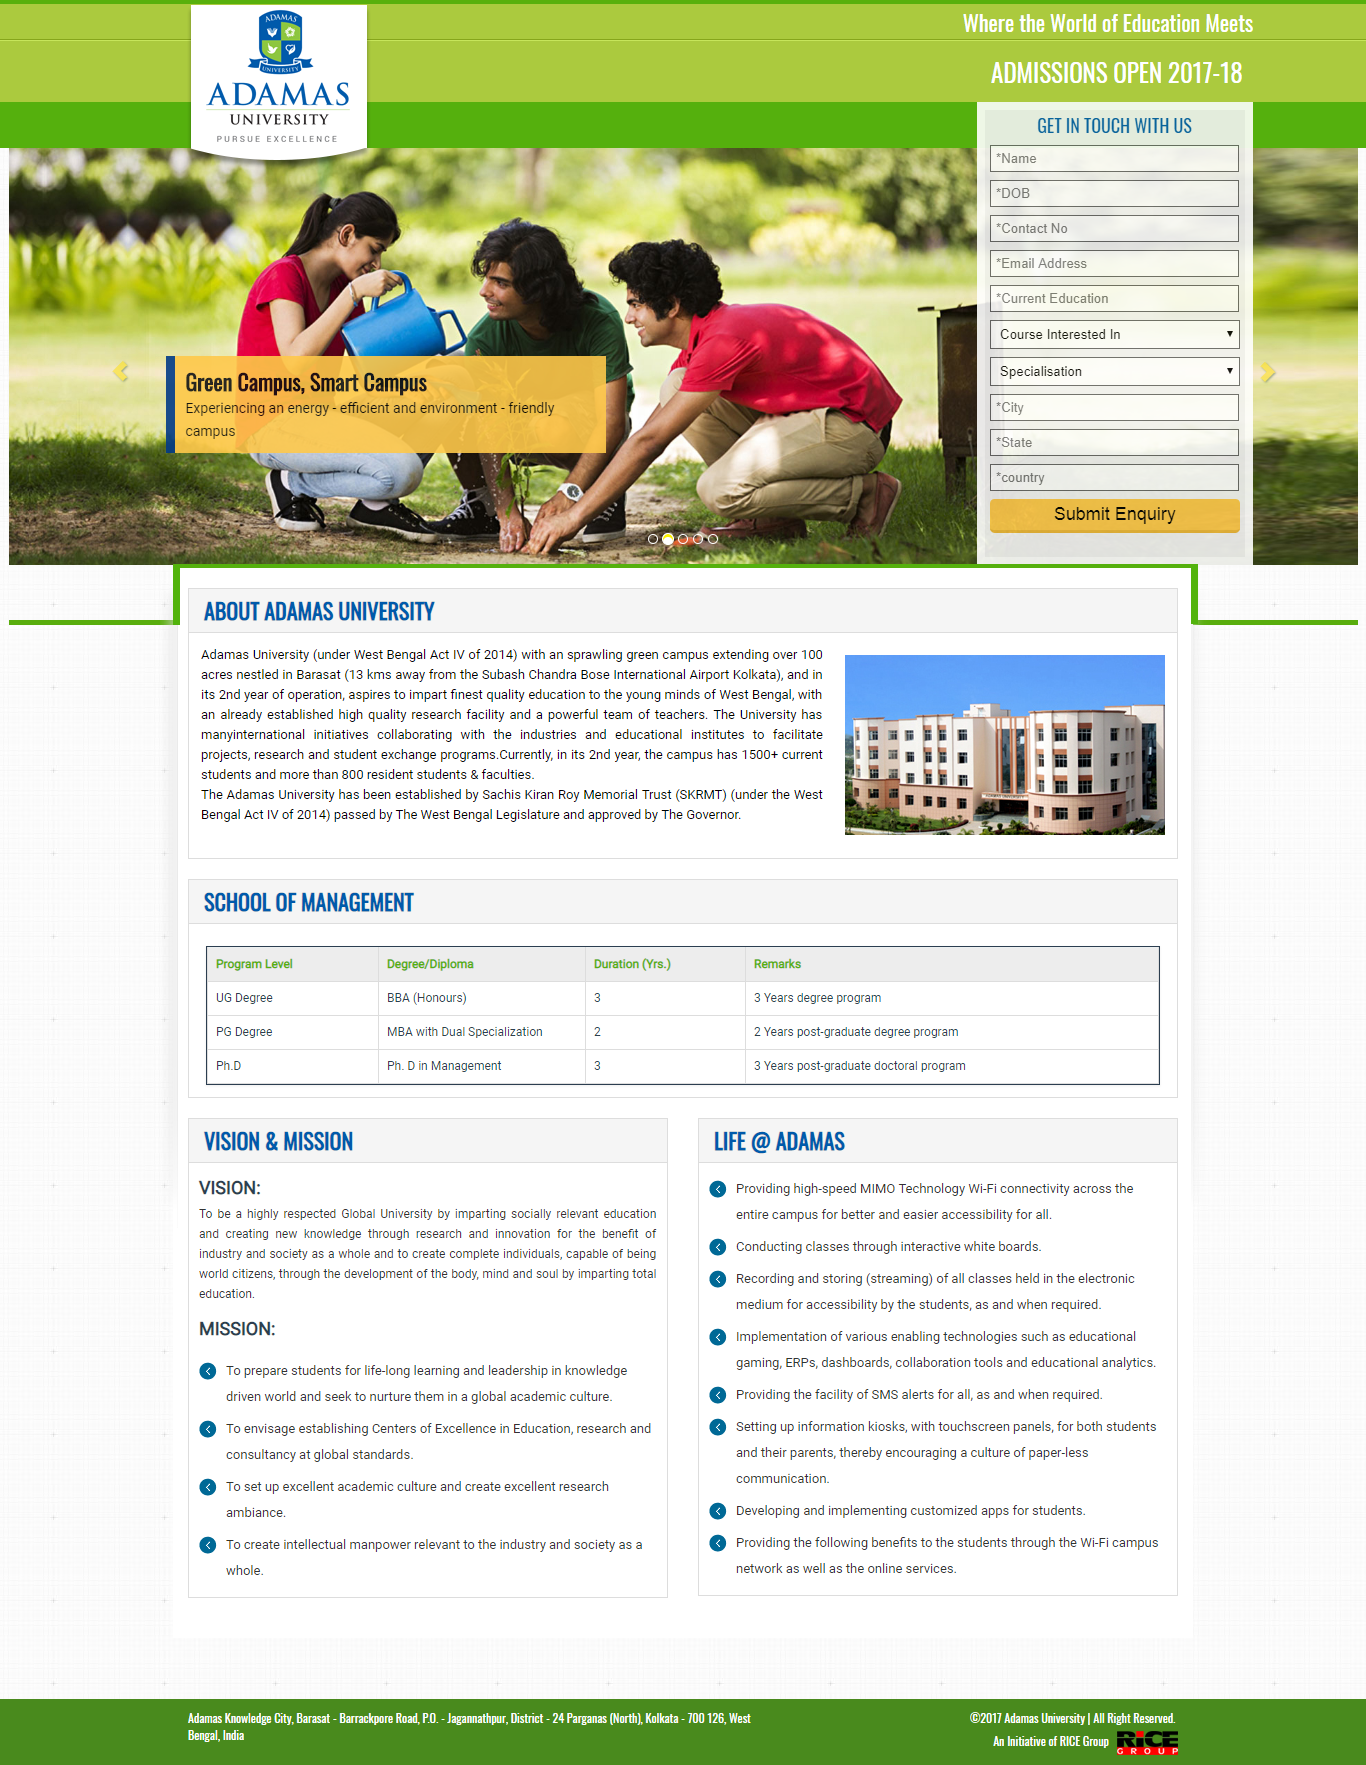 Where the World of Education Meets
ADAMAS
UNIVERSITY
ADAMAS
UNIVERSITY
PURSUE EXCELLENCE
ADMISSIONS OPEN 2017-18
GET IN TOUCH WITH US
*Name
*DOB
*Contact No
*Email Address
*Current Education
Course Interested In
Specialisation
*City
*State
*country
Submit Enquiry
Green Campus, Smart Campus
Experiencing an energy - efficient and environment - friendly
campus
ABOUT ADAMAS UNIVERSITY
Adamas University (under West Bengal Act IV of 2014) with an sprawling green campus extending over 100
acres nestled in Barasat (13 kms away from the Subash Chandra Bose International Airport Kolkata), and in
its 2nd year of operation, aspires to impart finest quality education to the young minds of West Bengal, with
an already established high quality research facility and a powerful team of teachers. The University has
manyinternational initiatives collaborating with the industries and educational institutes to facilitate
projects, research and student exchange programs.Currently, in its 2nd year, the campus has 1500+ current
students and more than 800 resident students & faculties.
The Adamas University has been established by Sachis Kiran Roy Memorial Trust (SKRMT) (under the West
Bengal Act IV of 2014) passed by The West Bengal Legislature and approved by The Governor.
SCHOOL OF MANAGEMENT
Program Level Degree/Diploma Duration (Yrs.) Remarks
UG Degree BBA (Honours) 3 3 Years degree program
PG Degree MBA with Dual Specialization 2 2 Years post-graduate degree program
Ph.D Ph. D in Management 3 3 Years post-graduate doctoral program
VISION & MISSION
VISION:
To be a highly respected Global University by imparting socially relevant education
and creating new knowledge through research and innovation for the benefit of
industry and society as a whole and to create complete individuals, capable of being
world citizens, through the development of the body, mind and soul by imparting total
education.
MISSION:
To prepare students for life-long learning and leadership in knowledge
driven world and seek to nurture them in a global academic culture.
To envisage establishing Centers of Excellence in Education, research and
consultancy at global standards.
To set up excellent academic culture and create excellent research
ambiance.
To create intellectual manpower relevant to the industry and society as a
whole.
LIFE @ ADAMAS
Providing high-speed MIMO Technology Wi-Fi connectivity across the
entire campus for better and easier accessibility for all.
Conducting classes through interactive white boards.
Recording and storing (streaming) of all classes held in the electronic
medium for accessibility by the students, as and when required.
Implementation of various enabling technologies such as educational
gaming, ERPs, dashboards, collaboration tools and educational analytics.
Providing the facility of SMS alerts for all, as and when required.
Setting up information kiosks, with touchscreen panels, for both students
and their parents, thereby encouraging a culture of paper-less
communication.
Developing and implementing customized apps for students.
Providing the following benefits to the students through the Wi-Fi campus
network as well as the online services.
Adamas Knowledge City, Barasat - Barrackpore Road, P.O. - Jagannathpur, District - 24 Parganas (North), Kolkata - 700 126, West
Bengal, India
©2017 Adamas University | All Right Reserved.
An Initiative of RICE Group
RICE
GROUP